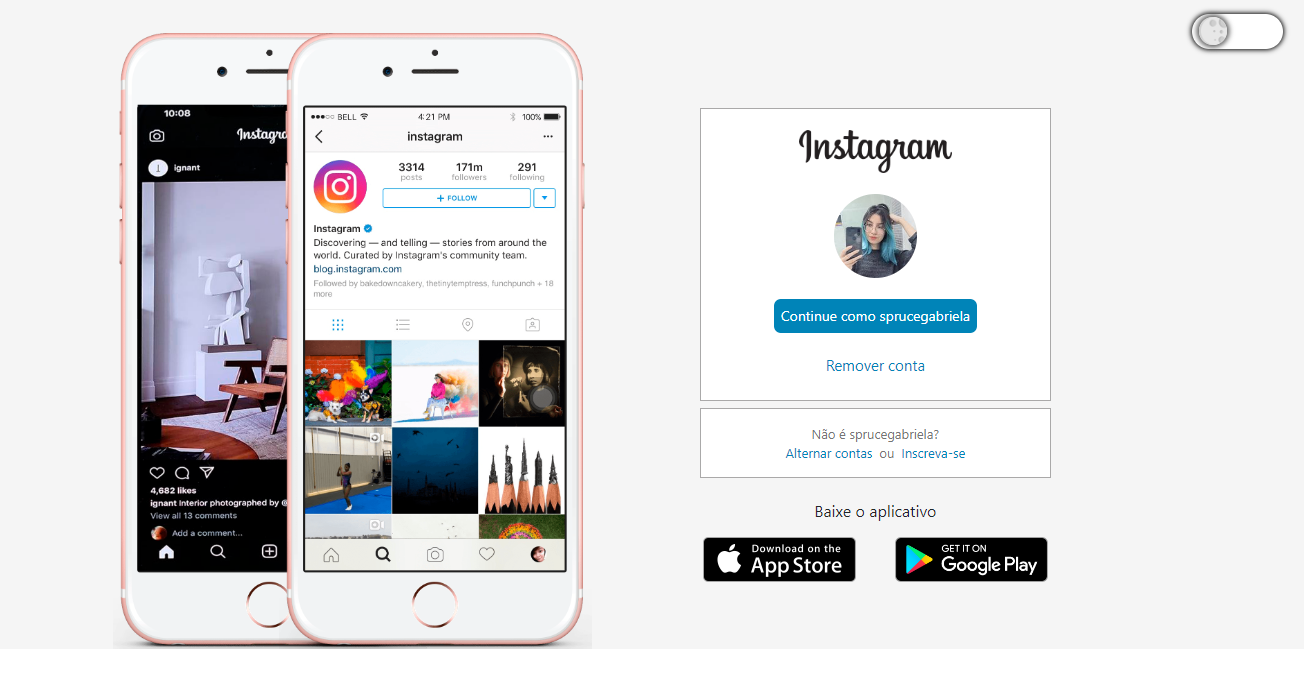 10:08
Instagra
ignant
4,682 likes
ignant Interior photographed by @
View all 13 comments
Add a comment...
BELL
4:21 PM
100%
instagram
3314 posts
171m followers
291 following
+ FOLLOW
Instagram
Discovering — and telling — stories from around the
world. Curated by Instagram's community team.
blog.instagram.com
Followed by bakedowncakery, thetinytemptress, funchpunch + 18
more
Instagram
Continue como sprucegabriela
Remover conta
Não é sprucegabriela?
Alternar contas ou Inscreva-se
Baixe o aplicativo
Download on the
App Store
GET IT ON
Google Play